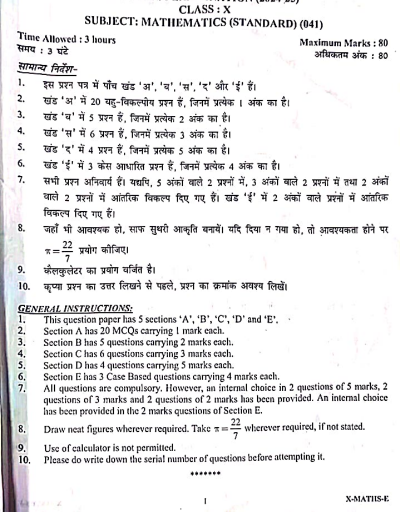 CLASS : X
SUBJECT: MATHEMATICS (STANDARD) (041)
Time Allowed : 3 hours Maximum Marks : 80
समय : 3 घंटे अधिकतम अंक : 80
सामान्य निर्देश-
1. इस प्रश्न पत्र में पाँच खंड 'अ', 'ब', 'स', 'द' और 'ई' हैं।
2. खंड 'अ' में 20 बहु-विकल्पीय प्रश्न हैं, जिनमें प्रत्येक 1 अंक का है।
3. खंड 'ब' में 5 प्रश्न हैं, जिनमें प्रत्येक 2 अंक का है।
4. खंड 'स' में 6 प्रश्न हैं, जिनमें प्रत्येक 3 अंक का है।
5. खंड 'द' में 4 प्रश्न हैं, जिनमें प्रत्येक 5 अंक का है।
6. खंड 'ई' में 3 केस आधारित प्रश्न हैं, जिनमें प्रत्येक 4 अंक का है।
7. सभी प्रश्न अनिवार्य हैं। यद्यपि, 5 अंकों वाले 2 प्रश्नों में, 3 अंकों वाले 2 प्रश्नों में तथा 2 अंकों
वाले 2 प्रश्नों में आंतरिक विकल्प दिए गए हैं। खंड 'ई' में 2 अंकों वाले प्रश्नों में आंतरिक
विकल्प दिए गए हैं।
8. जहाँ भी आवश्यक हो, साफ सुथरी आकृति बनायें। यदि दिया न गया हो, तो आवश्यकता होने पर
π = 22/7 प्रयोग कीजिए।
9. कैलकुलेटर का प्रयोग वर्जित है।
10. कृप्या प्रश्न का उत्तर लिखने से पहले, प्रश्न का क्रमांक अवश्य लिखें।
GENERAL INSTRUCTIONS:
1. This question paper has 5 sections 'A', 'B', 'C', 'D' and 'E'.
2. Section A has 20 MCQs carrying 1 mark each.
3. Section B has 5 questions carrying 2 marks each.
4. Section C has 6 questions carrying 3 marks each.
5. Section D has 4 questions carrying 5 marks each.
6. Section E has 3 Case Based questions carrying 4 marks each.
7. All questions are compulsory. However, an internal choice in 2 questions of 5 marks, 2
questions of 3 marks and 2 questions of 2 marks has been provided. An internal choice
has been provided in the 2 marks questions of Section E.
8. Draw neat figures wherever required. Take π = 22/7 wherever required, if not stated.
9. Use of calculator is not permitted.
10. Please do write down the serial number of questions before attempting it.
*******
1 X-MATHS-E